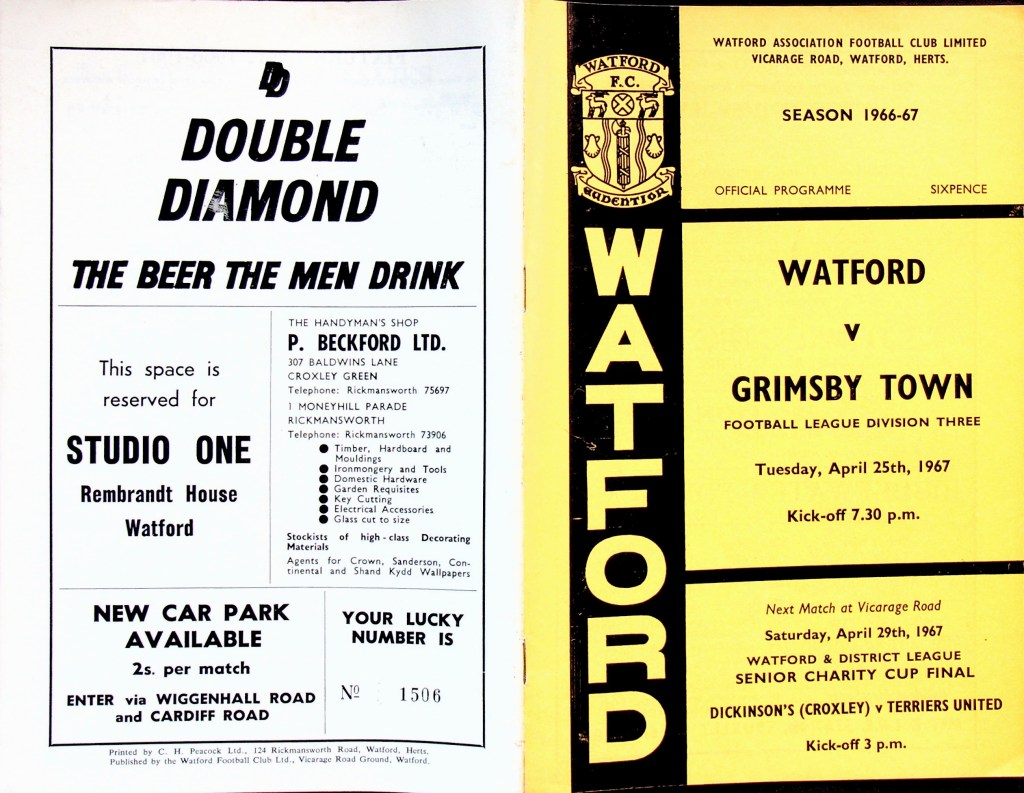 DD
DOUBLE
DIAMOND
THE BEER THE MEN DRINK
This space is
reserved for
STUDIO ONE
Rembrandt House
Watford
THE HANDYMAN'S SHOP
P. BECKFORD LTD.
307 BALDWINS LANE
CROXLEY GREEN
Telephone: Rickmansworth 75697
1 MONEYHILL PARADE
RICKMANSWORTH
Telephone: Rickmansworth 73906
● Timber, Hardboard and
Mouldings
● Ironmongery and Tools
● Domestic Hardware
● Garden Requisites
● Key Cutting
● Electrical Accessories
● Glass cut to size
Stockists of high-class Decorating
Materials
Agents for Crown, Sanderson, Con-
tinental and Shand Kydd Wallpapers
NEW CAR PARK
AVAILABLE
2s. per match
ENTER via WIGGENHALL ROAD
and CARDIFF ROAD
YOUR LUCKY
NUMBER IS
Nº 1506
Printed by C. H. Peacock Ltd., 124 Rickmansworth Road, Watford, Herts.
Published by the Watford Football Club Ltd., Vicarage Road Ground, Watford.
WATFORD
F.C.
AUDENTIOR
WATFORD
WATFORD ASSOCIATION FOOTBALL CLUB LIMITED
VICARAGE ROAD, WATFORD, HERTS.
SEASON 1966-67
OFFICIAL PROGRAMME SIXPENCE
WATFORD
V
GRIMSBY TOWN
FOOTBALL LEAGUE DIVISION THREE
Tuesday, April 25th, 1967
Kick-off 7.30 p.m.
Next Match at Vicarage Road
Saturday, April 29th, 1967
WATFORD & DISTRICT LEAGUE
SENIOR CHARITY CUP FINAL
DICKINSON'S (CROXLEY) v TERRIERS UNITED
Kick-off 3 p.m.